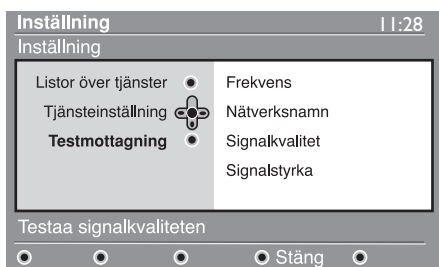 Inställning 11:28
Inställning
Listor över tjänster Frekvens
Tjänsteinställning Nätverksnamn
Testmottagning Signalkvalitet
Signalstyrka
Testaa signalkvaliteten
Stäng